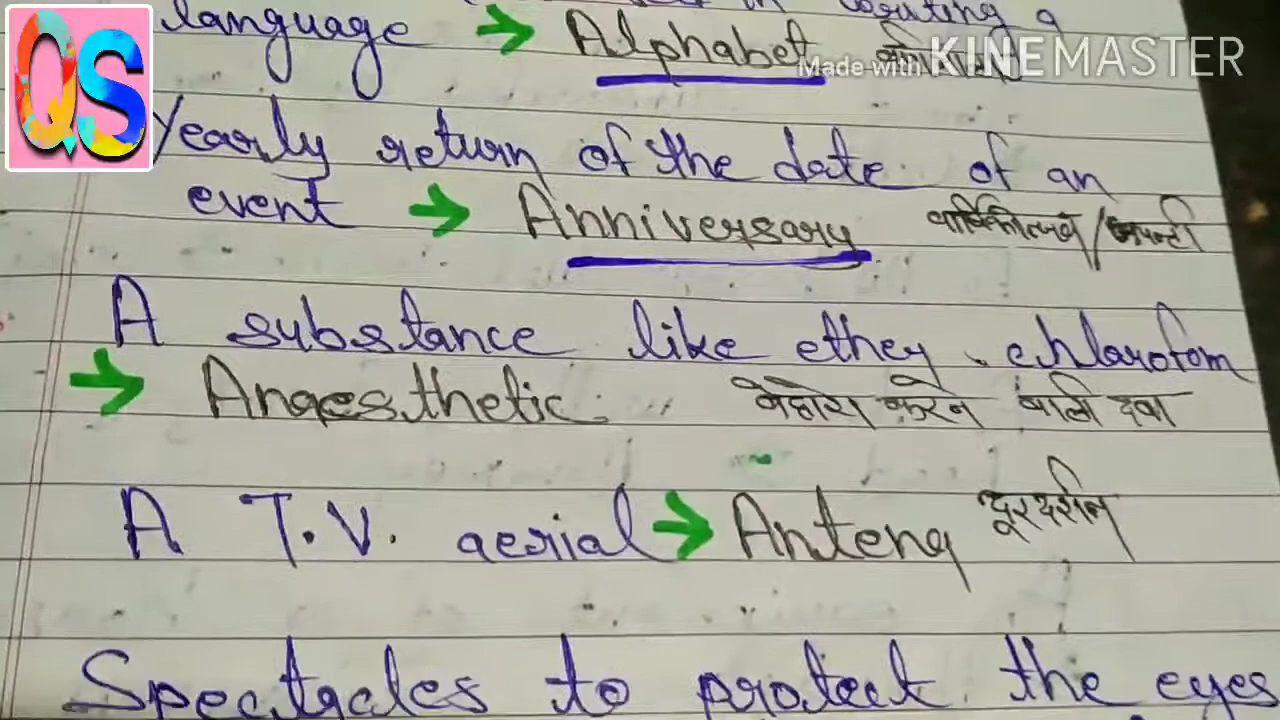 QS
language → Alphabet
Made with KINEMASTER
Yearly return of the date of an
event → Anniversary
A substance like ether, chlorofom
→ Anaesthetic बेहोश करने वाली दवा
A T.V. aerial → Antena दूरदर्शन
Spectacles to protect the eyes